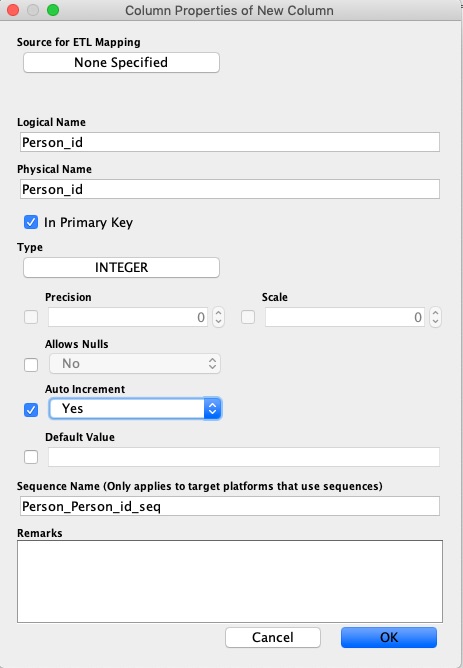 Column Properties of New Column
Source for ETL Mapping
None Specified
Logical Name
Person_id
Physical Name
Person_id
In Primary Key
Type
INTEGER
Precision Scale
0 0
Allows Nulls
No
Auto Increment
Yes
Default Value
Sequence Name (Only applies to target platforms that use sequences)
Person_Person_id_seq
Remarks
Cancel OK